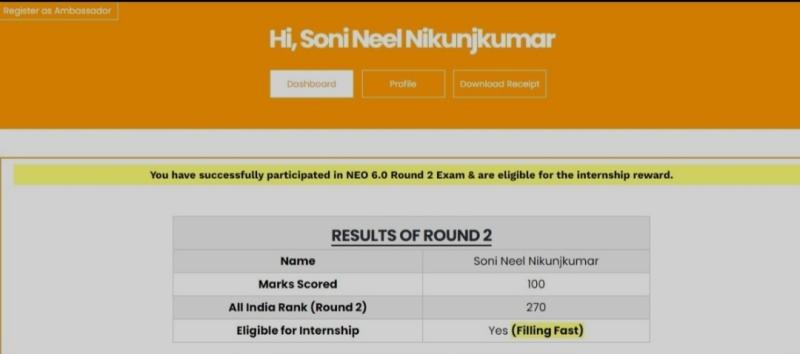 Register as Ambassador
Hi, Soni Neel Nikunjkumar
Dashboard Profile Download Receipt
You have successfully participated in NEO 6.0 Round 2 Exam & are eligible for the internship reward.
RESULTS OF ROUND 2
Name Soni Neel Nikunjkumar
Marks Scored 100
All India Rank (Round 2) 270
Eligible for Internship Yes (Filling Fast)